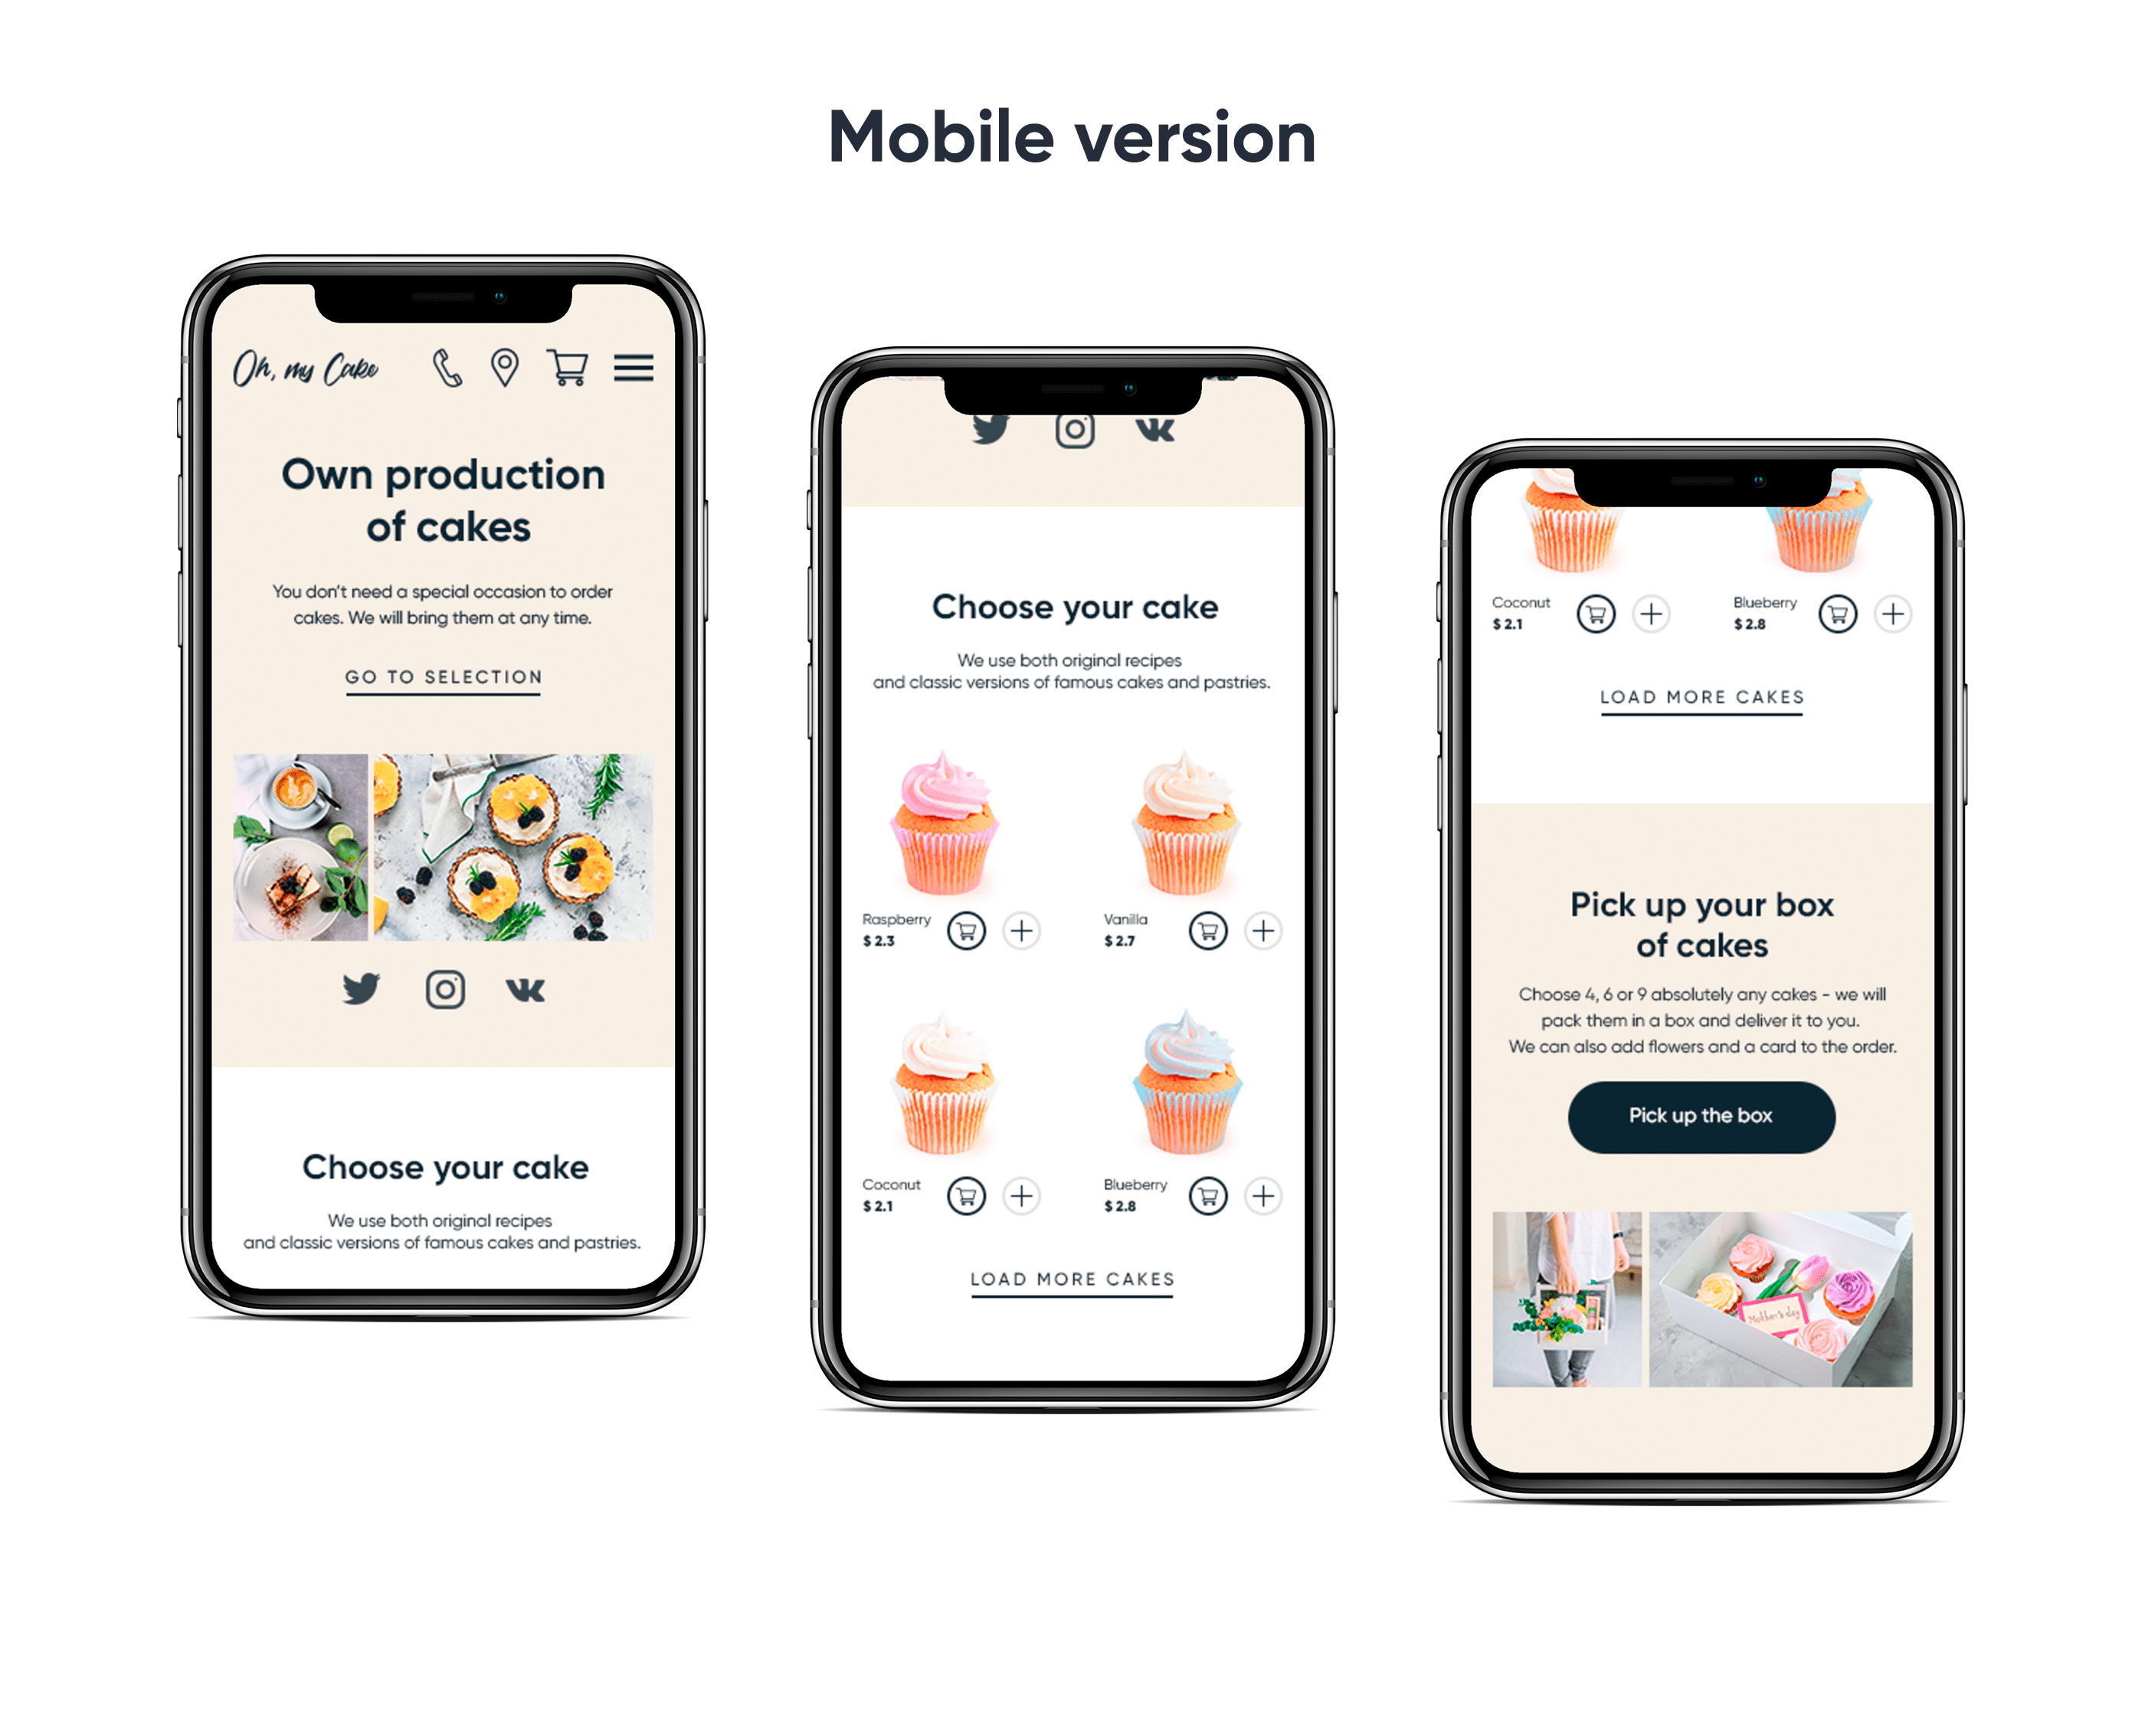 Mobile version
Oh, my Cake
Own production
of cakes
You don't need a special occasion to order
cakes. We will bring them at any time.
GO TO SELECTION
Choose your cake
We use both original recipes
and classic versions of famous cakes and pastries.
Choose your cake
We use both original recipes
and classic versions of famous cakes and pastries.
Raspberry
$ 2.3
Vanilla
$ 2.7
Coconut
$ 2.1
Blueberry
$ 2.8
LOAD MORE CAKES
Coconut
$ 2.1
Blueberry
$ 2.8
LOAD MORE CAKES
Pick up your box
of cakes
Choose 4, 6 or 9 absolutely any cakes - we will
pack them in a box and deliver it to you.
We can also add flowers and a card to the order.
Pick up the box
Mother's day